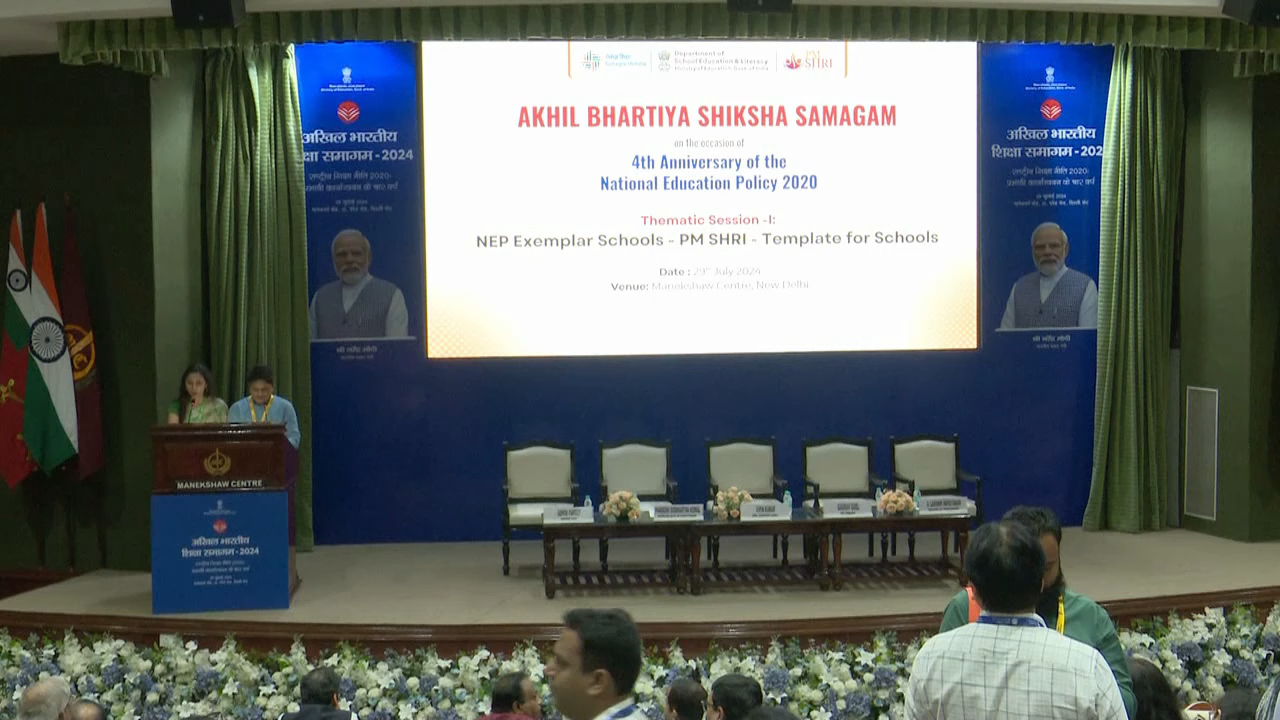 Department of
School Education & Literacy
PM
SHRI
AKHIL BHARTIYA SHIKSHA SAMAGAM
on the occasion of
4th Anniversary of the
National Education Policy 2020
Thematic Session -I:
NEP Exemplar Schools - PM SHRI - Template for Schools
Date : 29th July 2024
Venue: Manekshaw Centre, New Delhi
अखिल भारतीय
क्षा समागम - 2024
राष्ट्रीय शिक्षा नीति 2020:
अखिल भारतीय
शिक्षा समागम - 202
राष्ट्रीय शिक्षा नीति 2020:
MANEKSHAW CENTRE
अखिल भारतीय
शिक्षा समागम - 2024